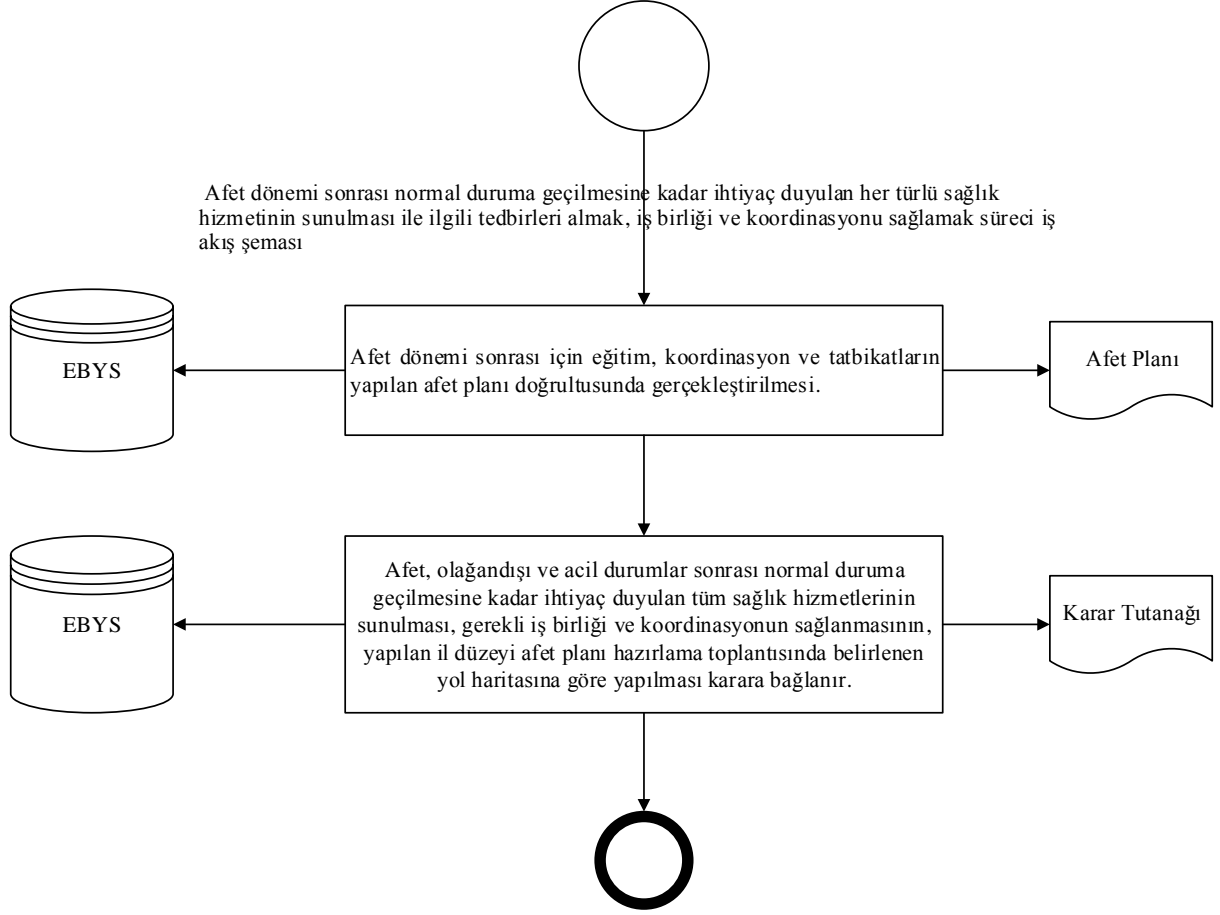 Afet dönemi sonrası normal duruma geçilmesine kadar ihtiyaç duyulan her türlü sağlık
hizmetinin sunulması ile ilgili tedbirleri almak, iş birliği ve koordinasyonu sağlamak süreci iş
akış şeması
EBYS
Afet dönemi sonrası için eğitim, koordinasyon ve tatbikatların
yapılan afet planı doğrultusunda gerçekleştirilmesi.
Afet Planı
EBYS
Afet, olağandışı ve acil durumlar sonrası normal duruma
geçilmesine kadar ihtiyaç duyulan tüm sağlık hizmetlerinin
sunulması, gerekli iş birliği ve koordinasyonun sağlanmasının,
yapılan il düzeyi afet planı hazırlama toplantısında belirlenen
yol haritasına göre yapılması karara bağlanır.
Karar Tutanağı